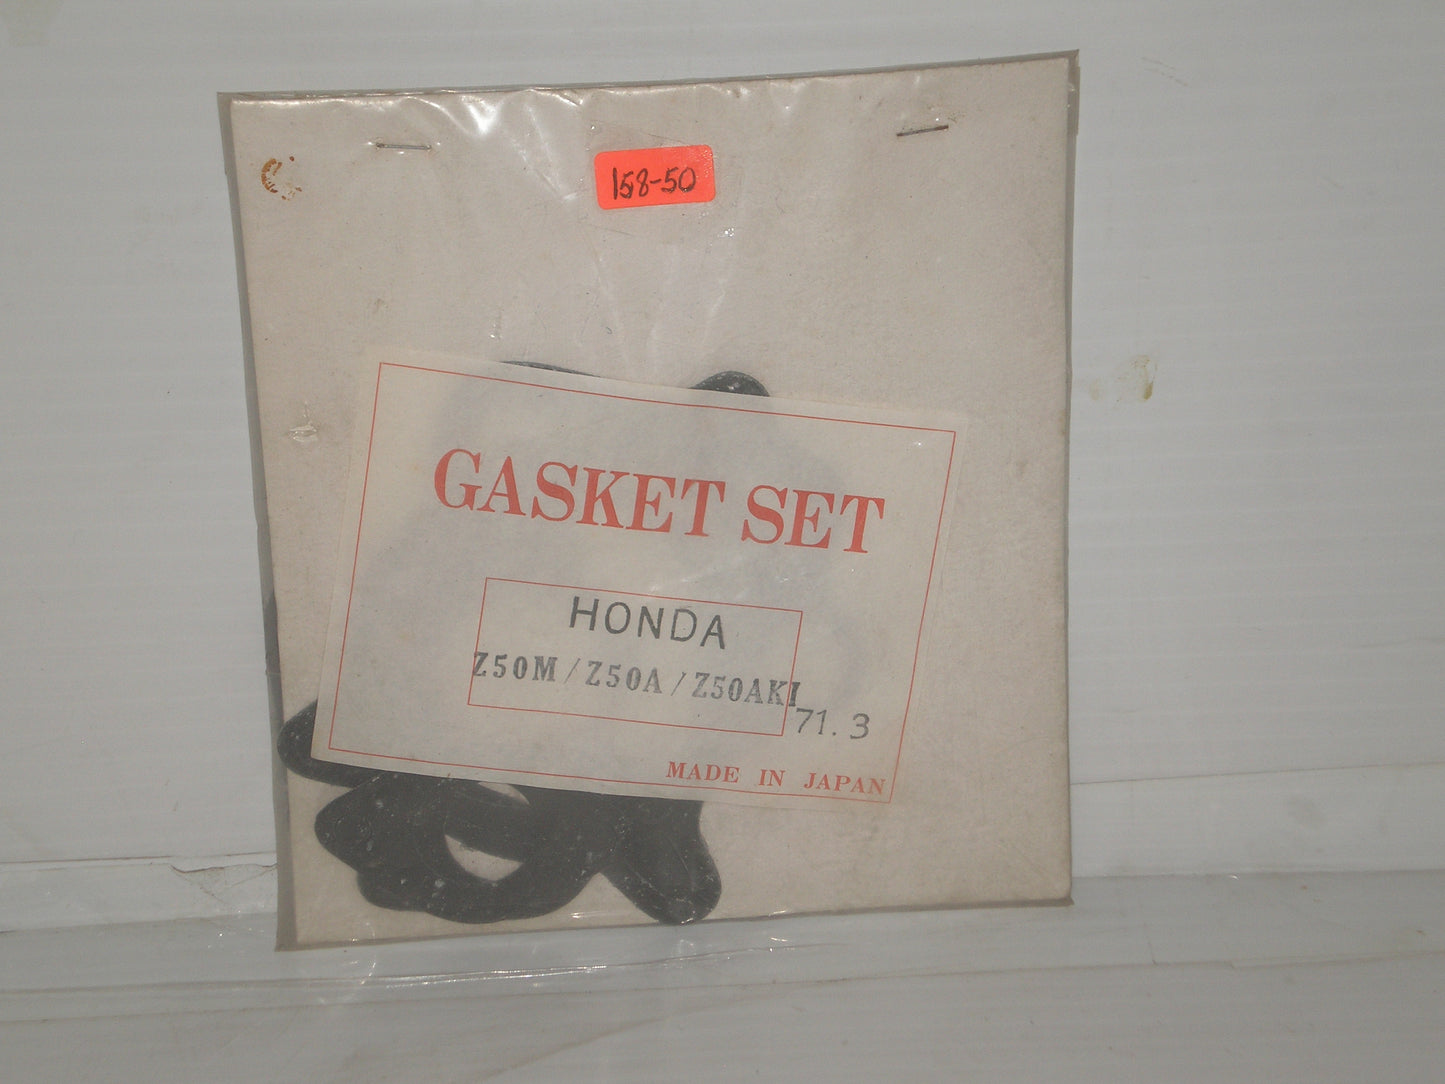 158-50
GASKET SET
HONDA
Z50M / Z50A / Z50AKI
71.3
MADE IN JAPAN